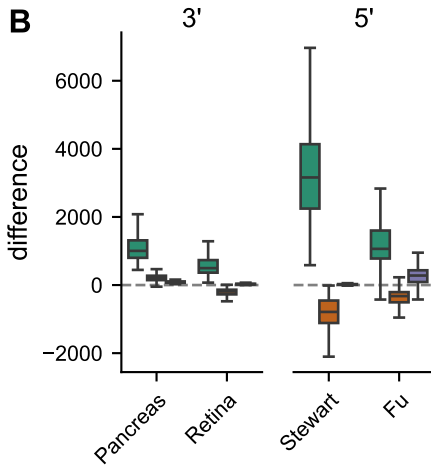 B
3' 5'
difference
6000
4000
2000
0
−2000
Pancreas
Retina
Stewart
Fu